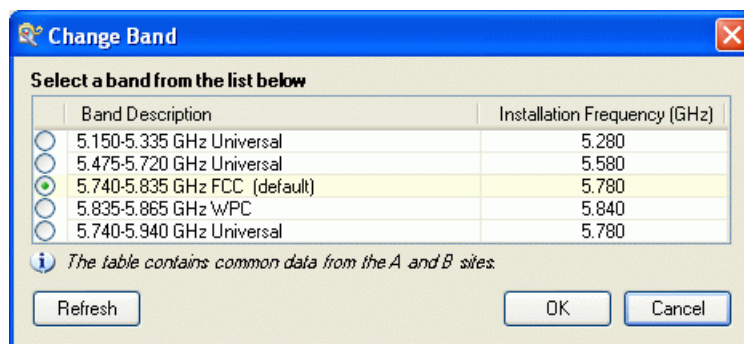 Change Band
Select a band from the list below
Band Description Installation Frequency (GHz)
5.150-5.335 GHz Universal 5.280
5.475-5.720 GHz Universal 5.580
5.740-5.835 GHz FCC (default) 5.780
5.835-5.865 GHz WPC 5.840
5.740-5.940 GHz Universal 5.780
The table contains common data from the A and B sites.
Refresh OK Cancel